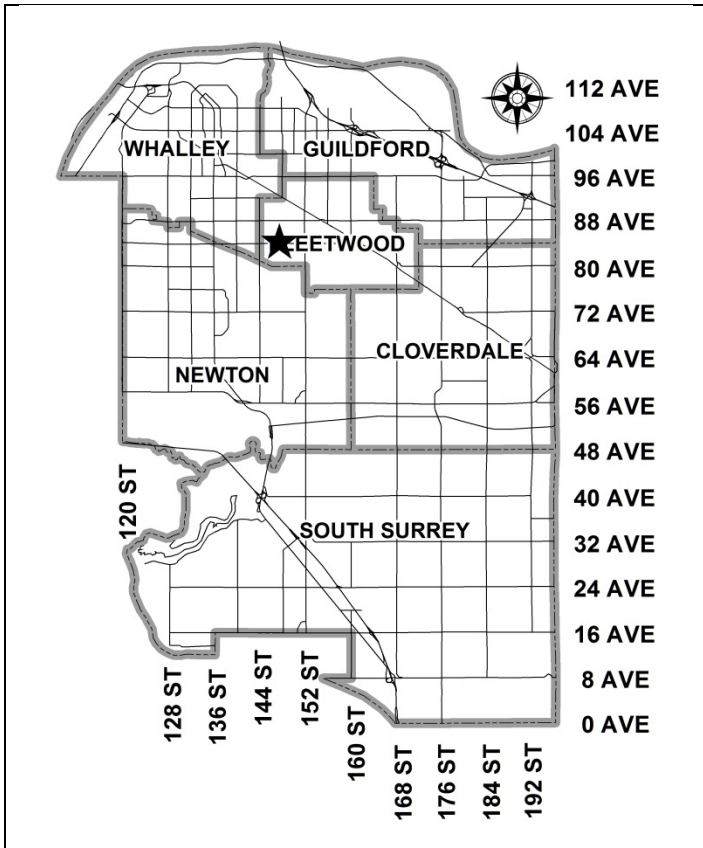 112 AVE
104 AVE
WHALLEY GUILDFORD
96 AVE
88 AVE
LEETWOOD
80 AVE
72 AVE
CLOVERDALE
64 AVE
NEWTON
56 AVE
48 AVE
120 ST
40 AVE
SOUTH SURREY
32 AVE
24 AVE
16 AVE
128 ST
136 ST
144 ST
152 ST
160 ST
8 AVE
0 AVE
168 ST
176 ST
184 ST
192 ST